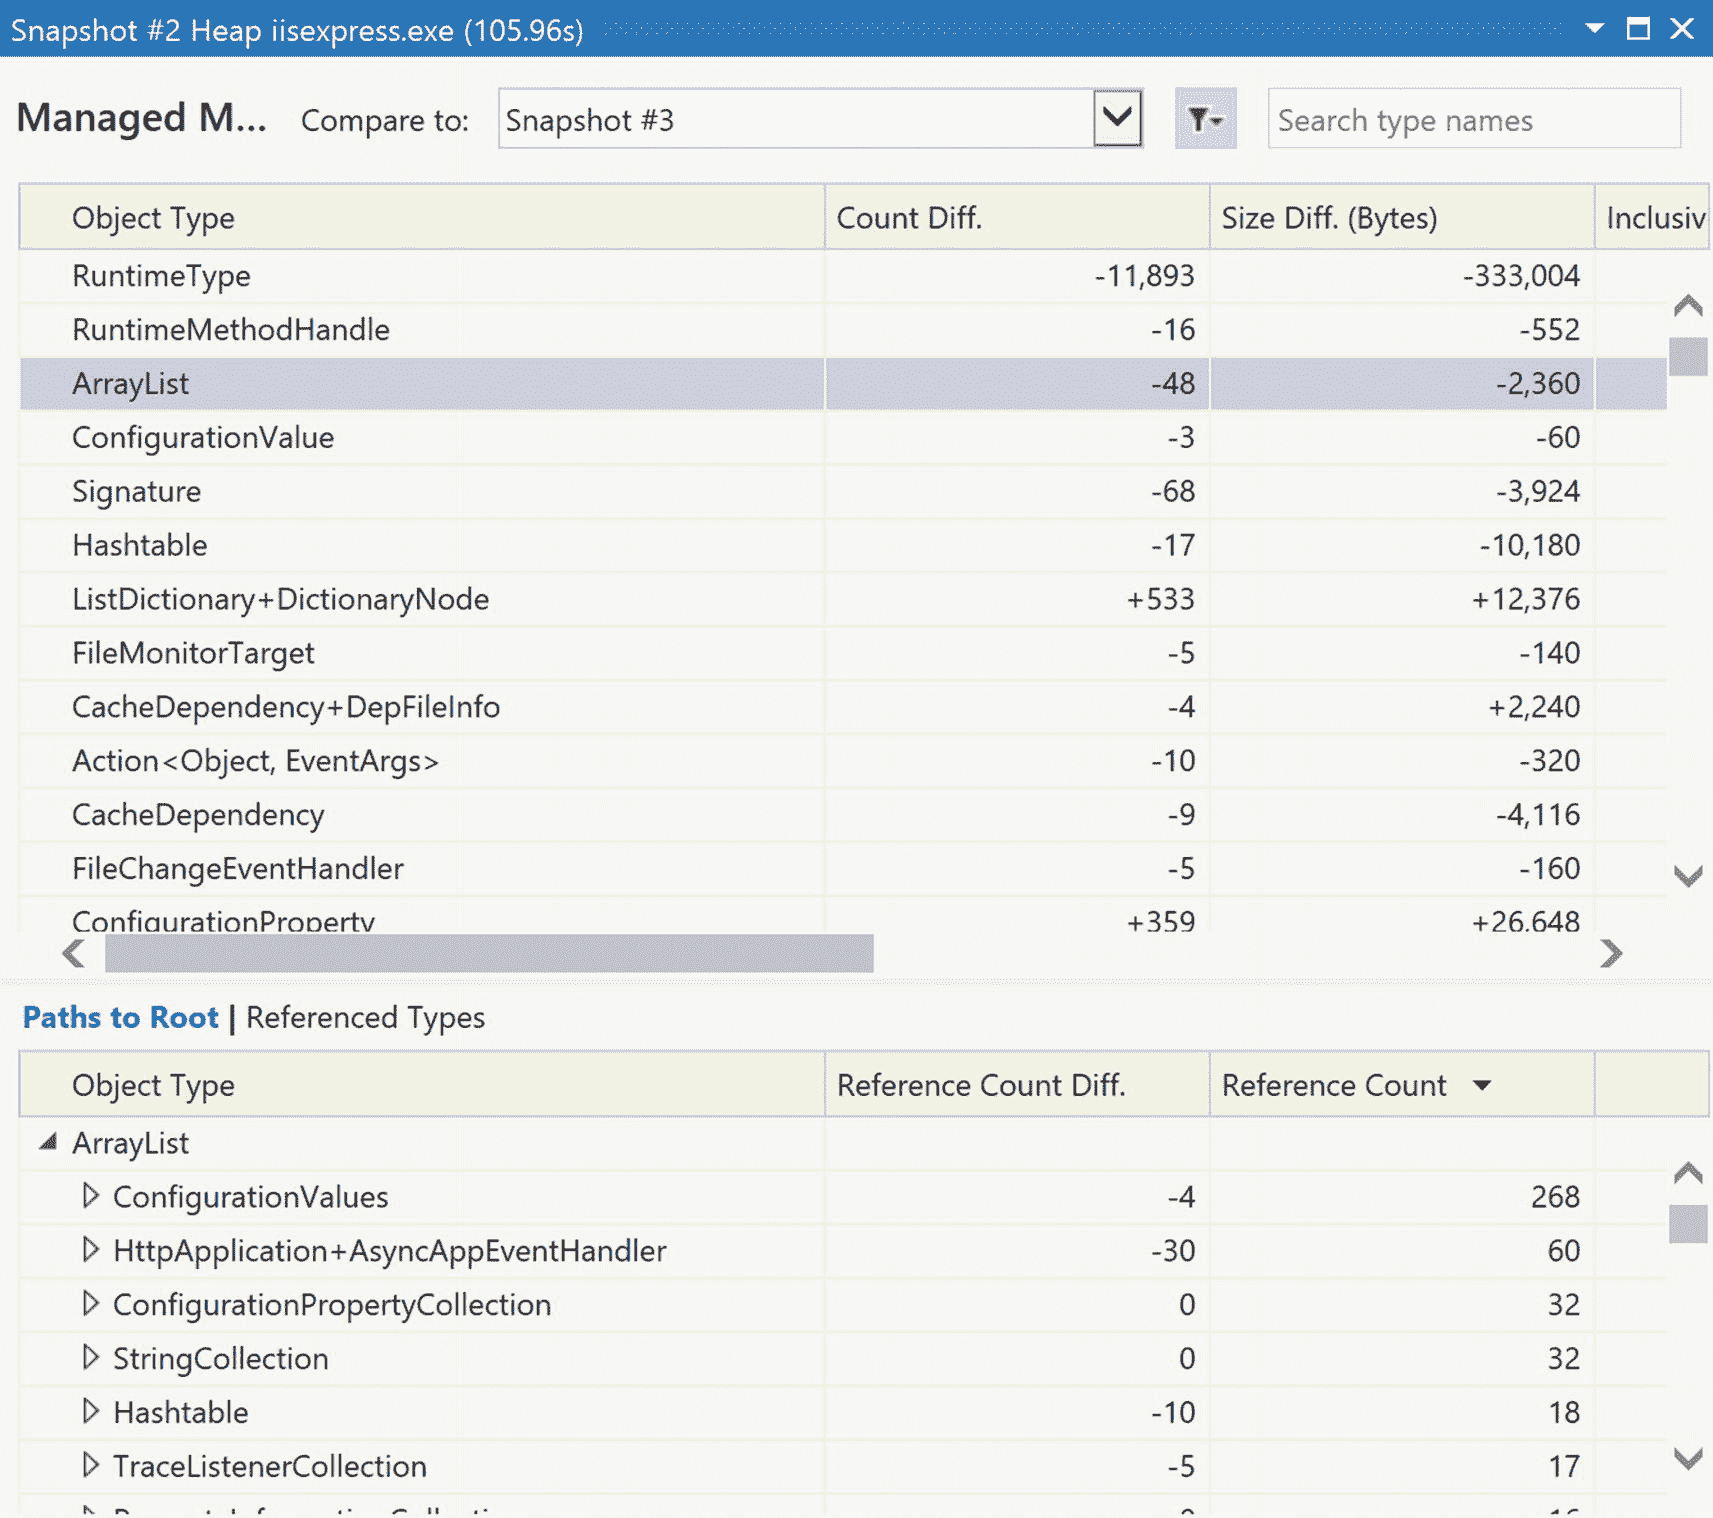 Snapshot #2 Heap iisexpress.exe (105.96s)
Managed M... Compare to: Snapshot #3 Search type names
Object Type Count Diff. Size Diff. (Bytes) Inclusiv
RuntimeType -11,893 -333,004
RuntimeMethodHandle -16 -552
ArrayList -48 -2,360
ConfigurationValue -3 -60
Signature -68 -3,924
Hashtable -17 -10,180
ListDictionary+DictionaryNode +533 +12,376
FileMonitorTarget -5 -140
CacheDependency+DepFileInfo -4 +2,240
Action<Object, EventArgs> -10 -320
CacheDependency -9 -4,116
FileChangeEventHandler -5 -160
ConfigurationProperty +359 +26,648
Paths to Root | Referenced Types
Object Type Reference Count Diff. Reference Count
ArrayList
ConfigurationValues -4 268
HttpApplication+AsyncAppEventHandler -30 60
ConfigurationPropertyCollection 0 32
StringCollection 0 32
Hashtable -10 18
TraceListenerCollection -5 17